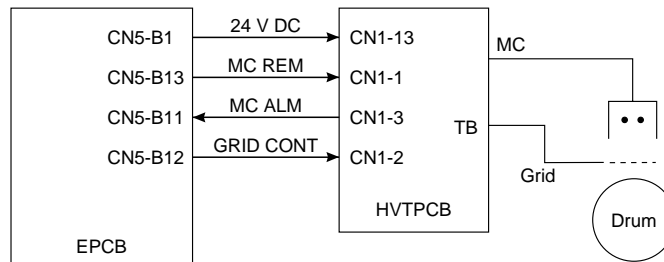 24 V DC
CN5-B1
CN1-13
MC
MC REM
CN5-B13
CN1-1
MC ALM
CN5-B11
CN1-3
TB
GRID CONT
CN5-B12
CN1-2
Grid
HVTPCB
Drum
EPCB